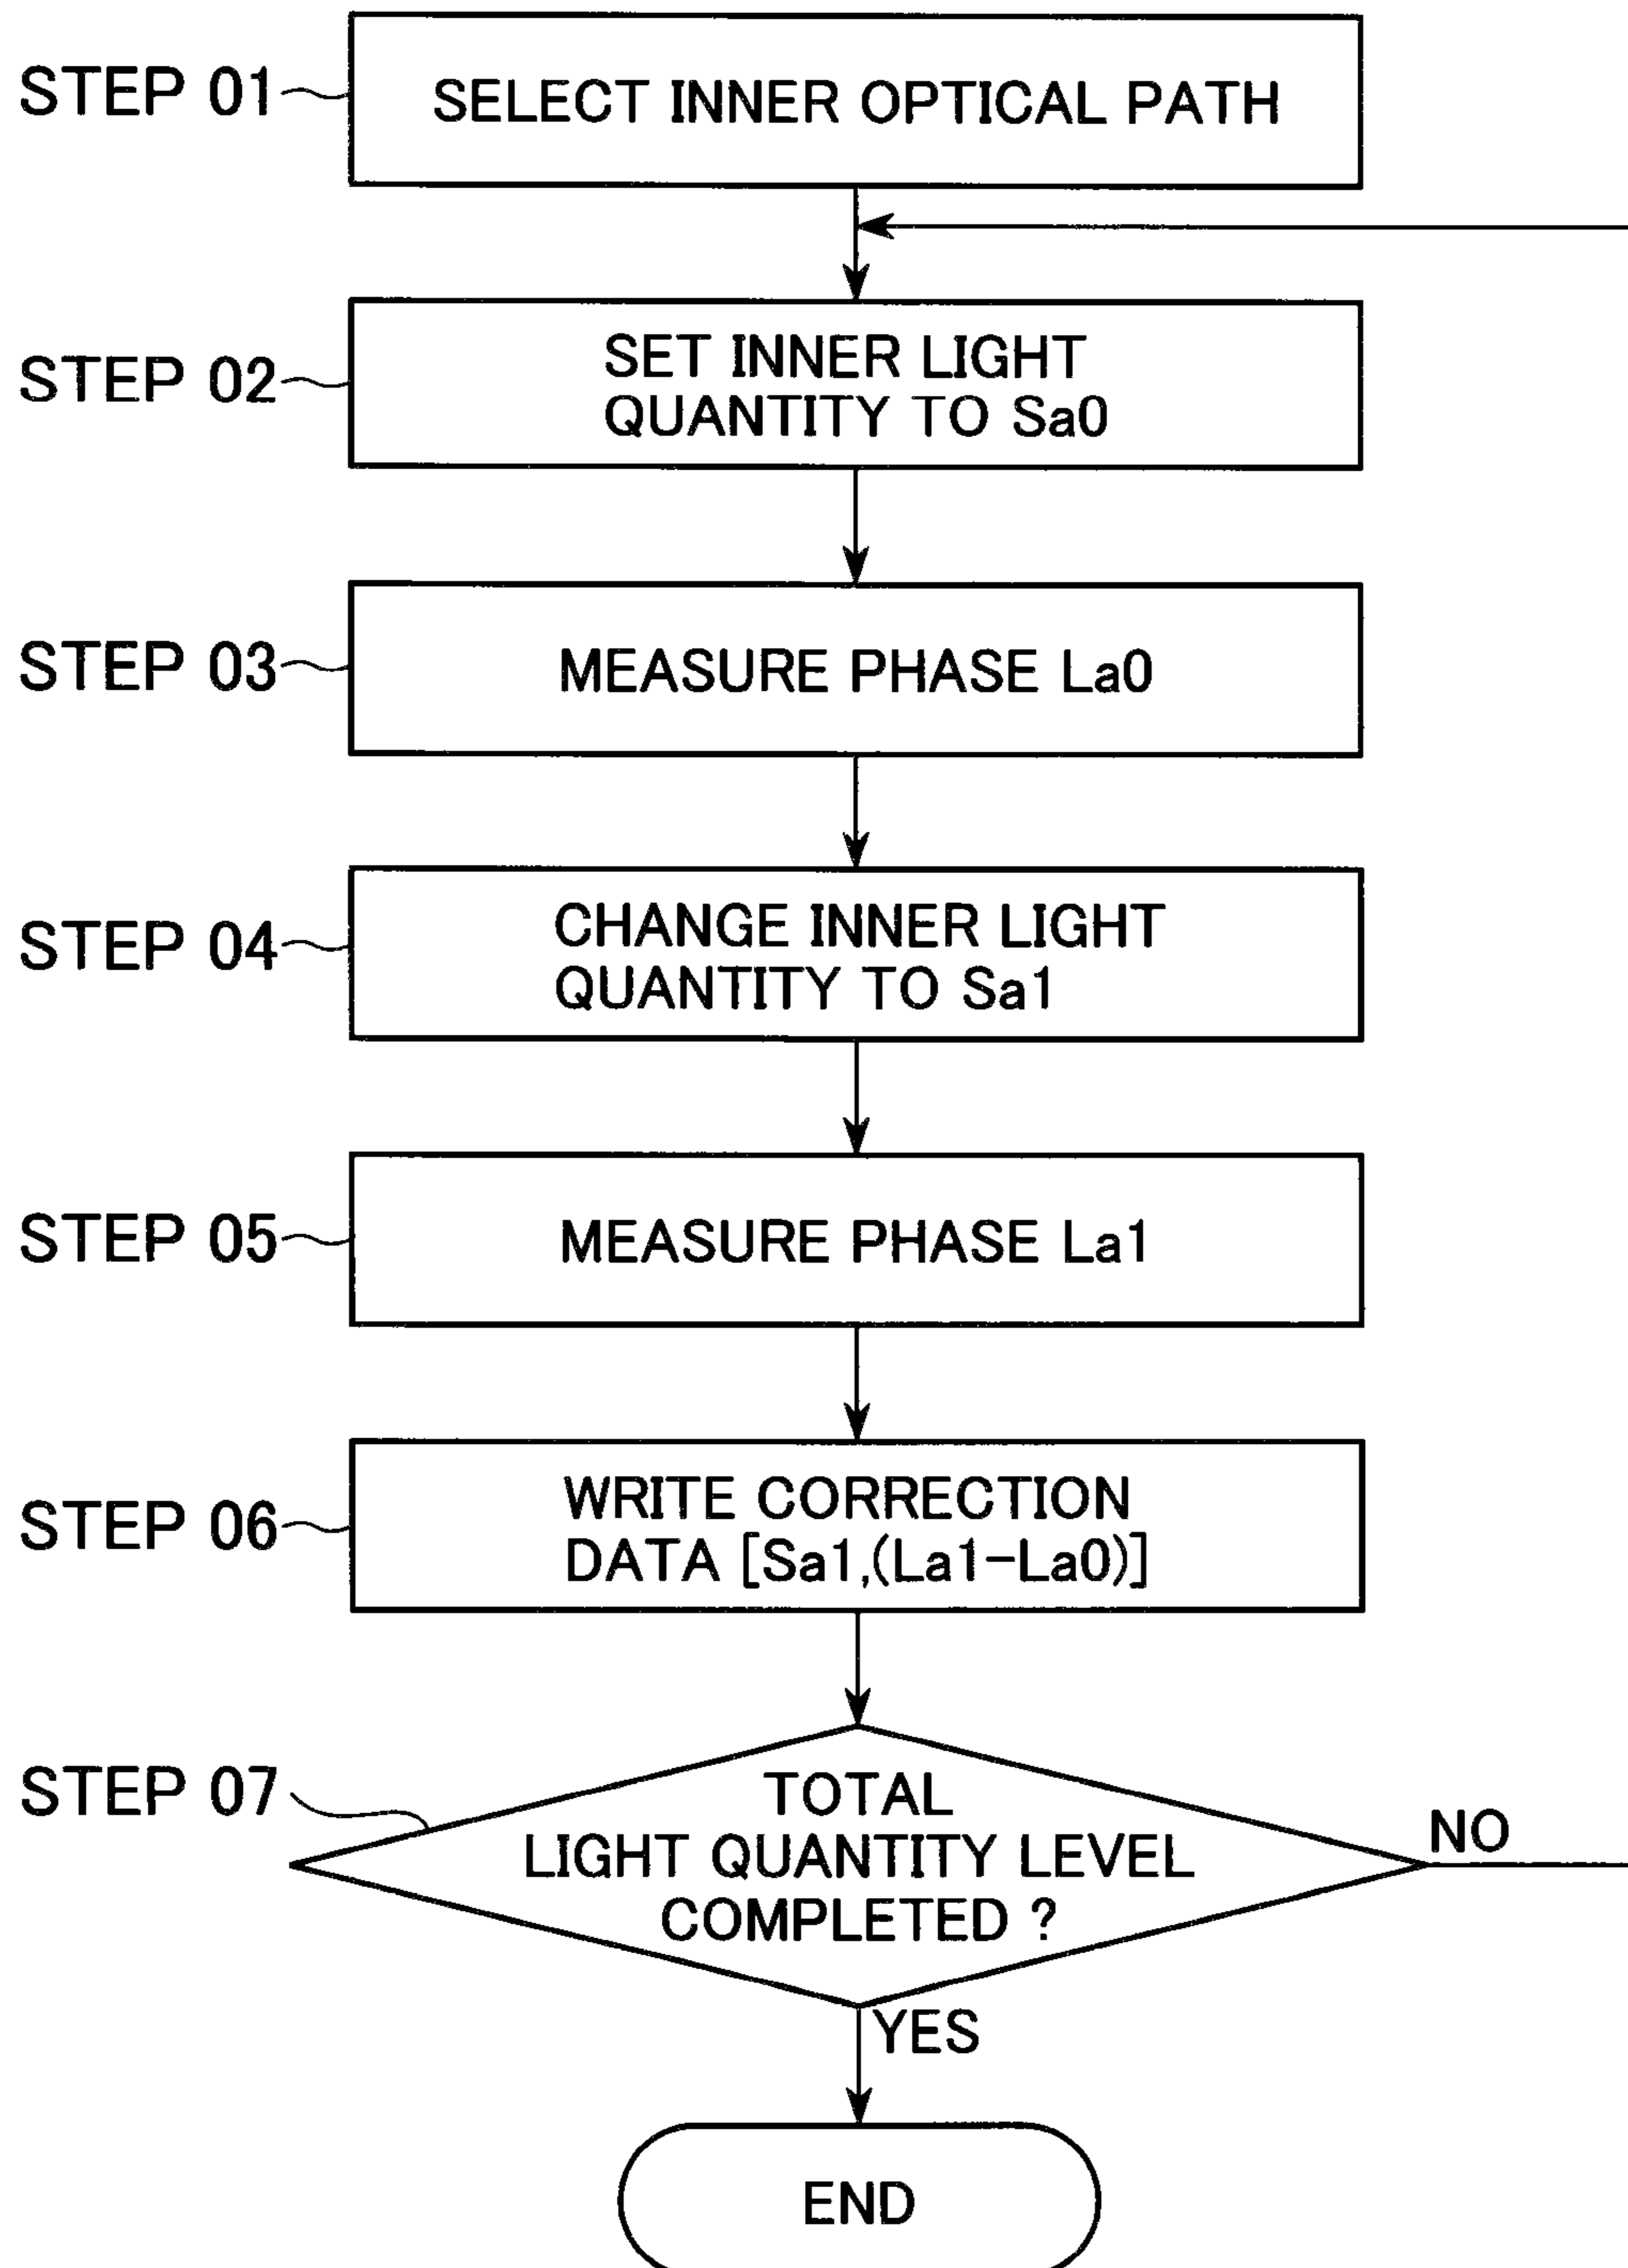 STEP 01
SELECT INNER OPTICAL PATH
STEP 02
SET INNER LIGHT
QUANTITY TO Sa0
STEP 03
MEASURE PHASE La0
STEP 04
CHANGE INNER LIGHT
QUANTITY TO Sa1
STEP 05
MEASURE PHASE La1
STEP 06
WRITE CORRECTION
DATA [Sa1,(La1-La0)]
STEP 07
TOTAL
LIGHT QUANTITY LEVEL
COMPLETED ?
NO
YES
END